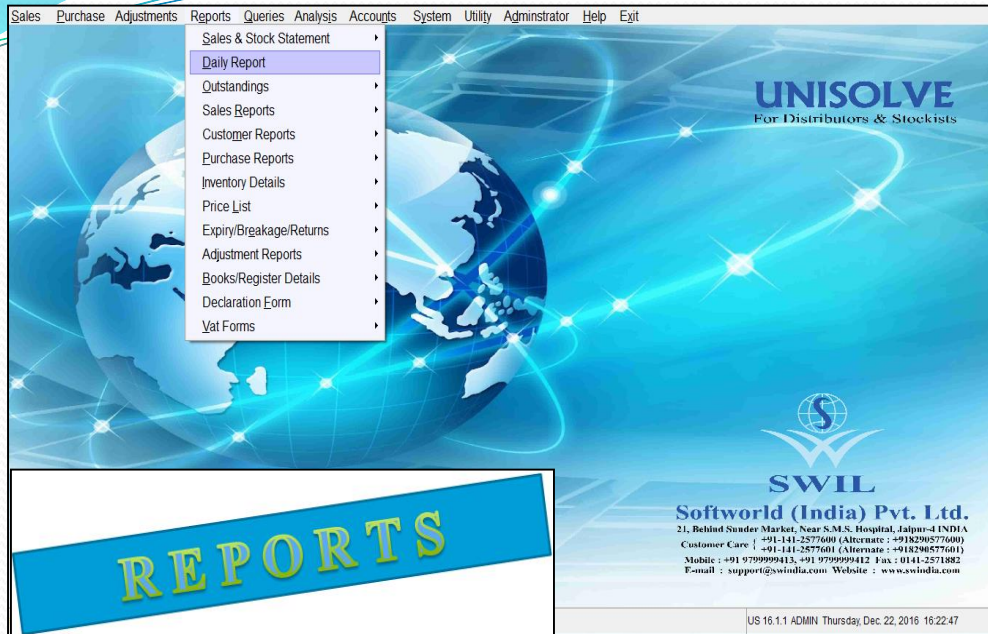 Sales Purchase Adjustments Reports Queries Analysis Accounts System Utility Adminstrator Help Exit
Sales & Stock Statement
Daily Report
Outstandings
Sales Reports
Customer Reports
Purchase Reports
Inventory Details
Price List
Expiry/Breakage/Returns
Adjustment Reports
Books/Register Details
Declaration Form
Vat Forms
UNISOLVE
For Distributors & Stockists
SWIL
Softworld (India) Pvt. Ltd.
21, Behind Sunder Market, Near S.M.S. Hospital, Jaipur-4 INDIA
Customer Care { +91-141-2577600 (Alternate : +918290577600)
+91-141-2577601 (Alternate : +918290577601)
Mobile : +91 9799999413, +91 9799999412 Fax : 0141-2571882
E-mail : support@swindia.com Website : www.swindia.com
REPORTS
US 16.1.1 ADMIN Thursday, Dec. 22, 2016 16:22:47